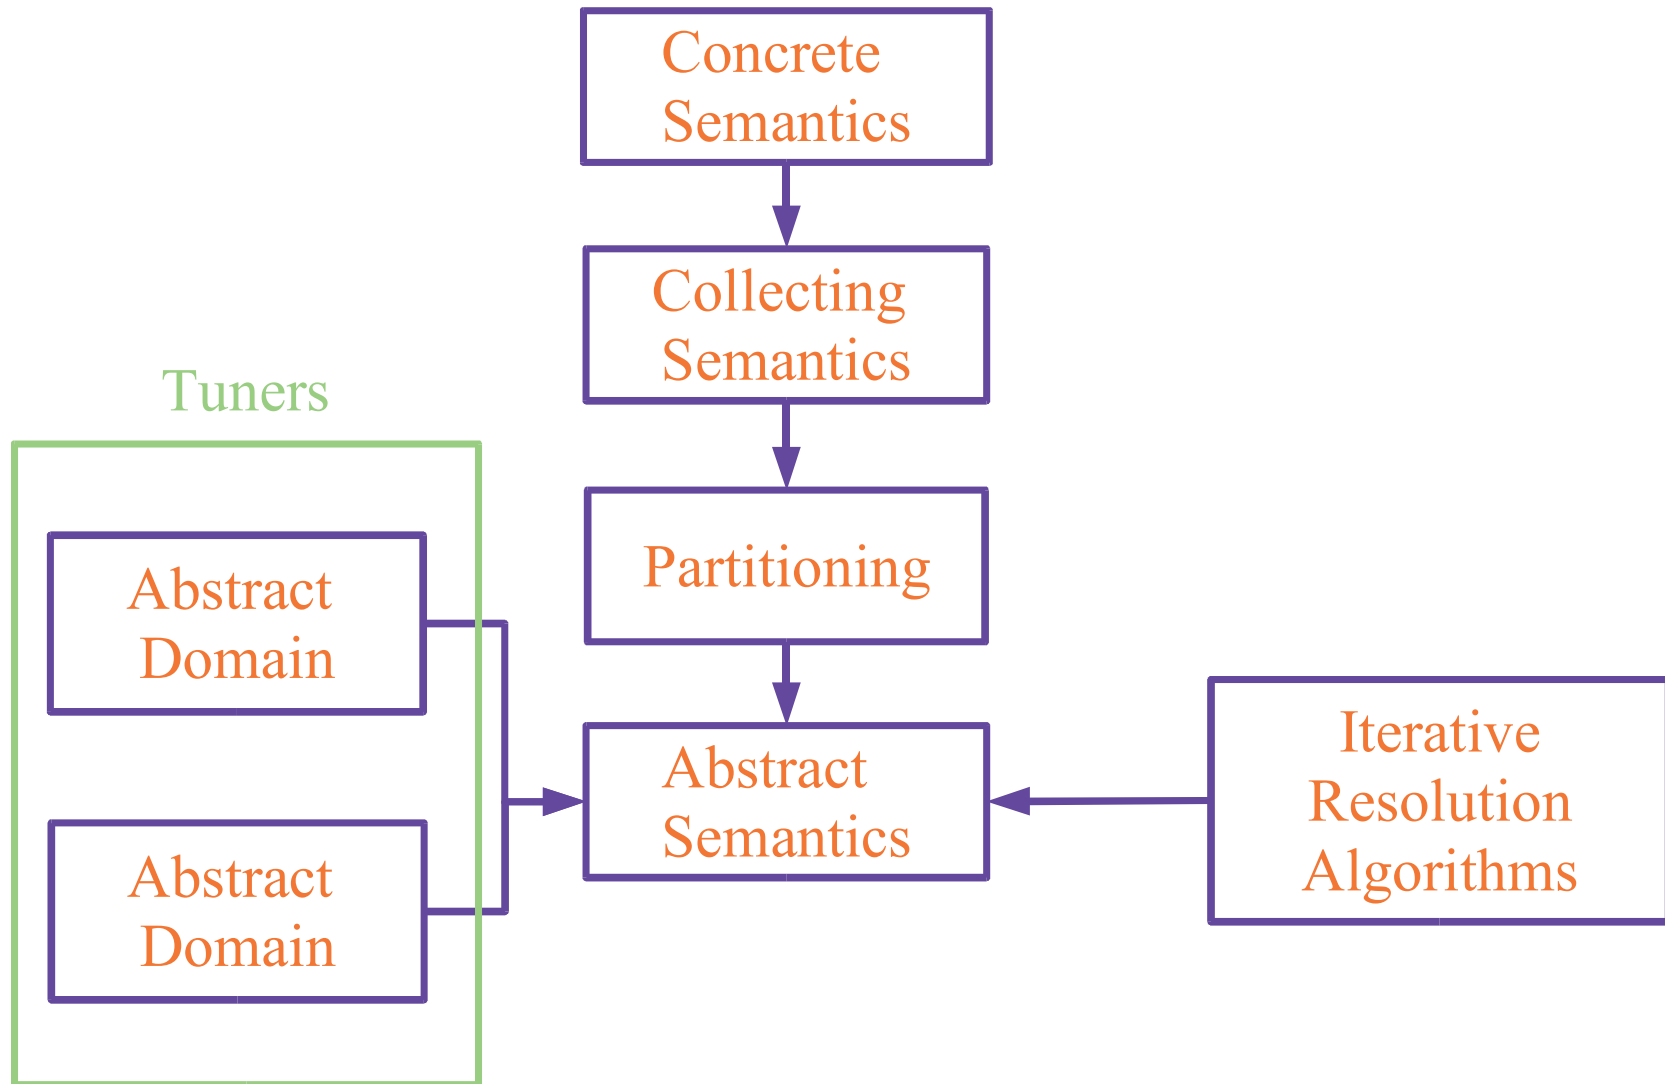 Concrete
Semantics
Collecting
Semantics
Tuners
Partitioning
Abstract
Domain
Abstract
Semantics
Iterative
Resolution
Algorithms
Abstract
Domain